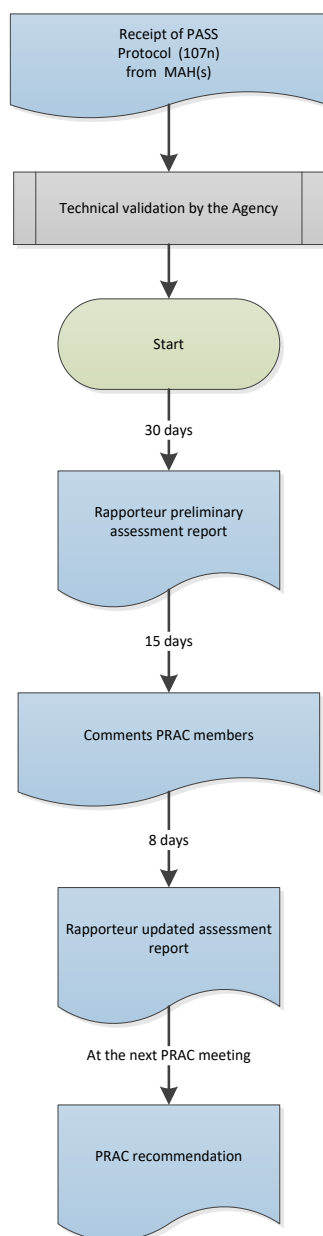 Receipt of PASS
Protocol (107n)
from MAH(s)
Technical validation by the Agency
Start
30 days
Rapporteur preliminary
assessment report
15 days
Comments PRAC members
8 days
Rapporteur updated assessment
report
At the next PRAC meeting
PRAC recommendation